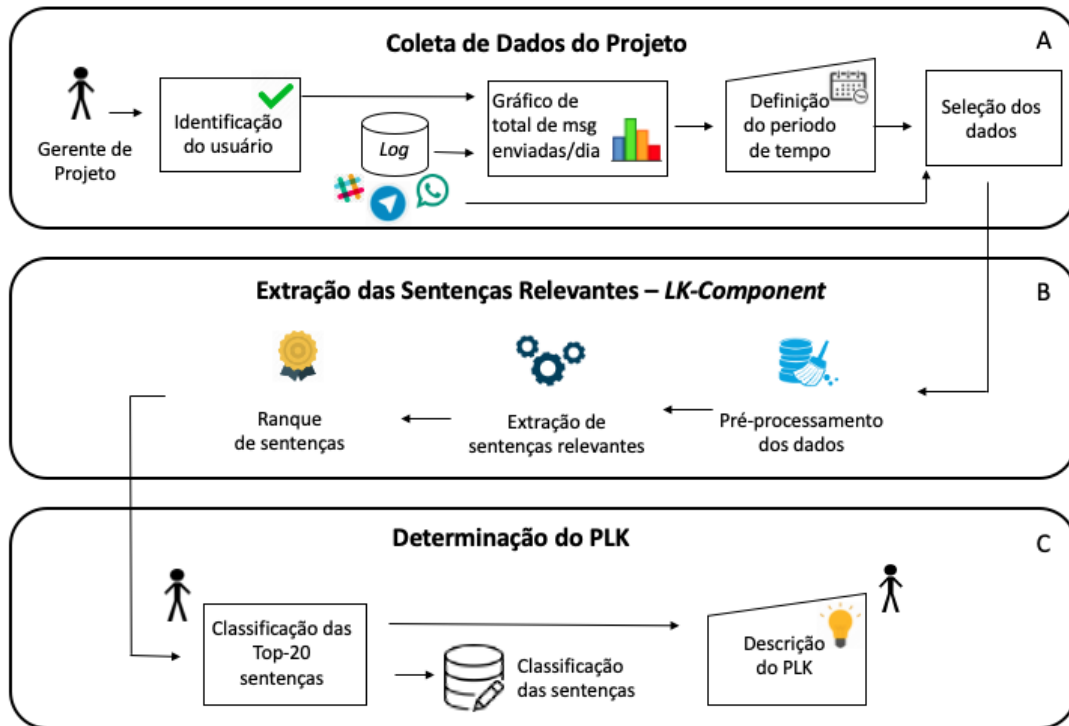 Coleta de Dados do Projeto
A
Gerente de
Projeto
Identificação
do usuário
Log
Gráfico de
total de msg
enviadas/dia
Definição
do periodo
de tempo
Seleção dos
dados
Extração das Sentenças Relevantes – LK-Component
B
Ranque
de sentenças
Extração de
sentenças relevantes
Pré-processamento
dos dados
Determinação do PLK
C
Classificação das
Top-20
sentenças
Classificação
das sentenças
Descrição
do PLK